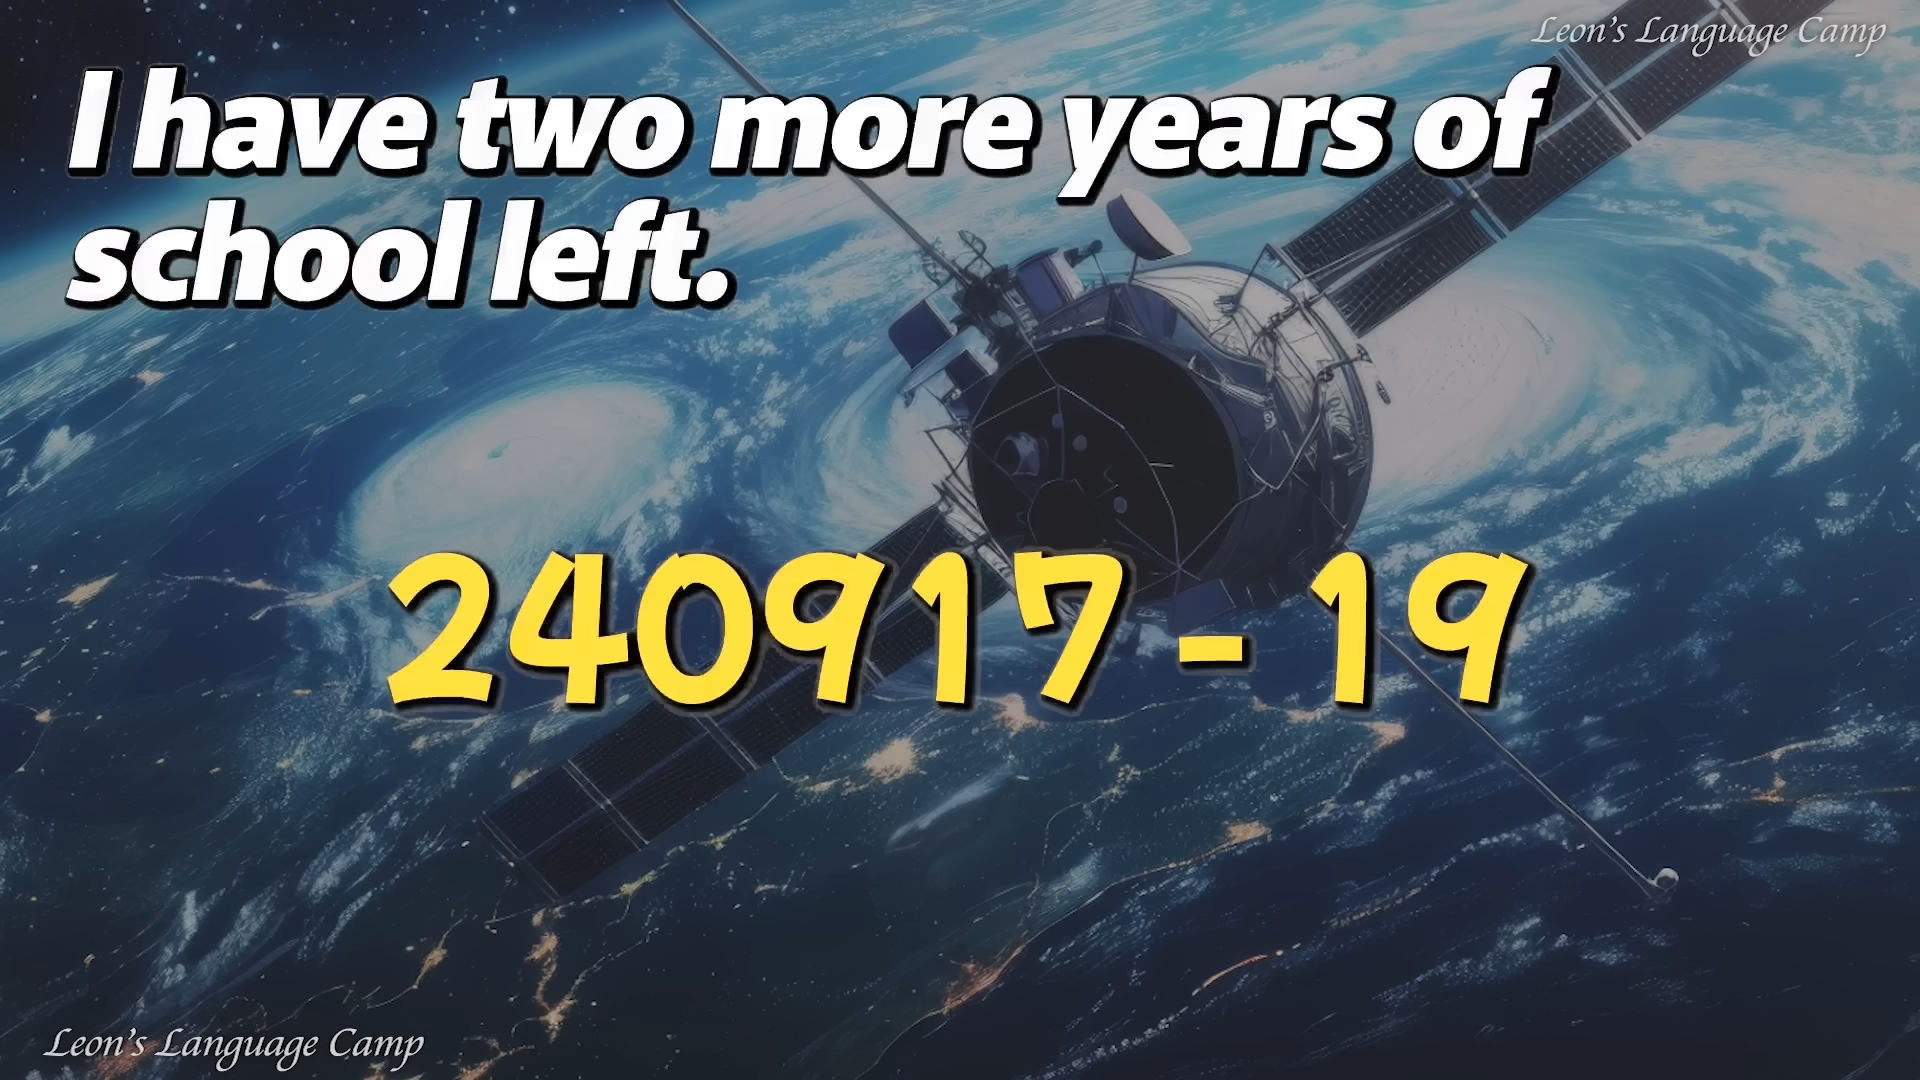 Leon's Language Camp
I have two more years of
school left.
240917-19
Leon's Language Camp